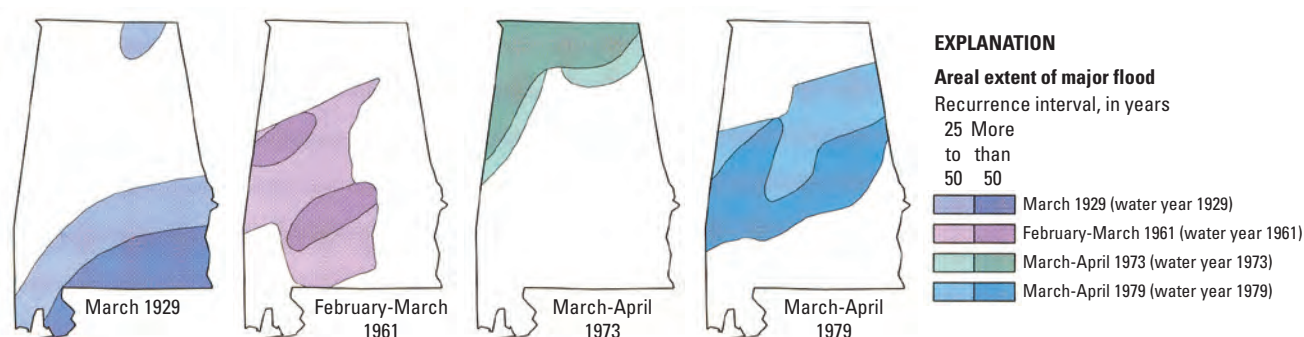 March 1929
February-March
1961
March-April
1973
March-April
1979
EXPLANATION
Areal extent of major flood
Recurrence interval, in years
25 More
to than
50 50
March 1929 (water year 1929)
February-March 1961 (water year 1961)
March-April 1973 (water year 1973)
March-April 1979 (water year 1979)